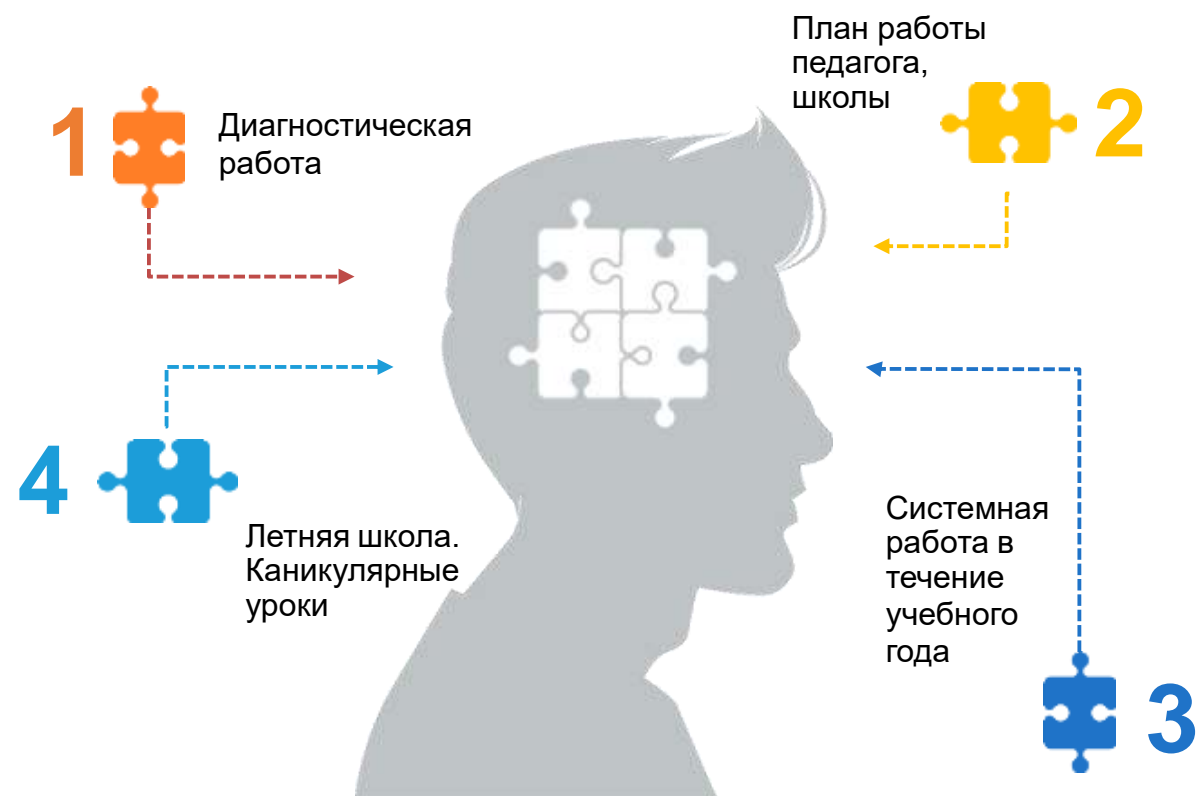 1
Диагностическая
работа
План работы
педагога,
школы
2
4
Летняя школа.
Каникулярные
уроки
Системная
работа в
течение
учебного
года
3